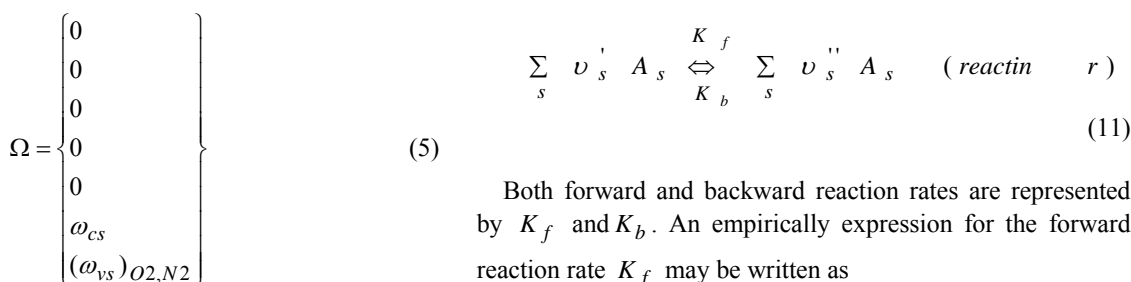 Ω = { 0
0
0
0
0
ω_cs
(ω_vs)_O2,N2 } (5)
K_f
∑_s υ_s' A_s ⇔ ∑_s υ_s'' A_s (reactin r)
K_b
(11)
Both forward and backward reaction rates are represented
by K_f and K_b. An empirically expression for the forward
reaction rate K_f may be written as